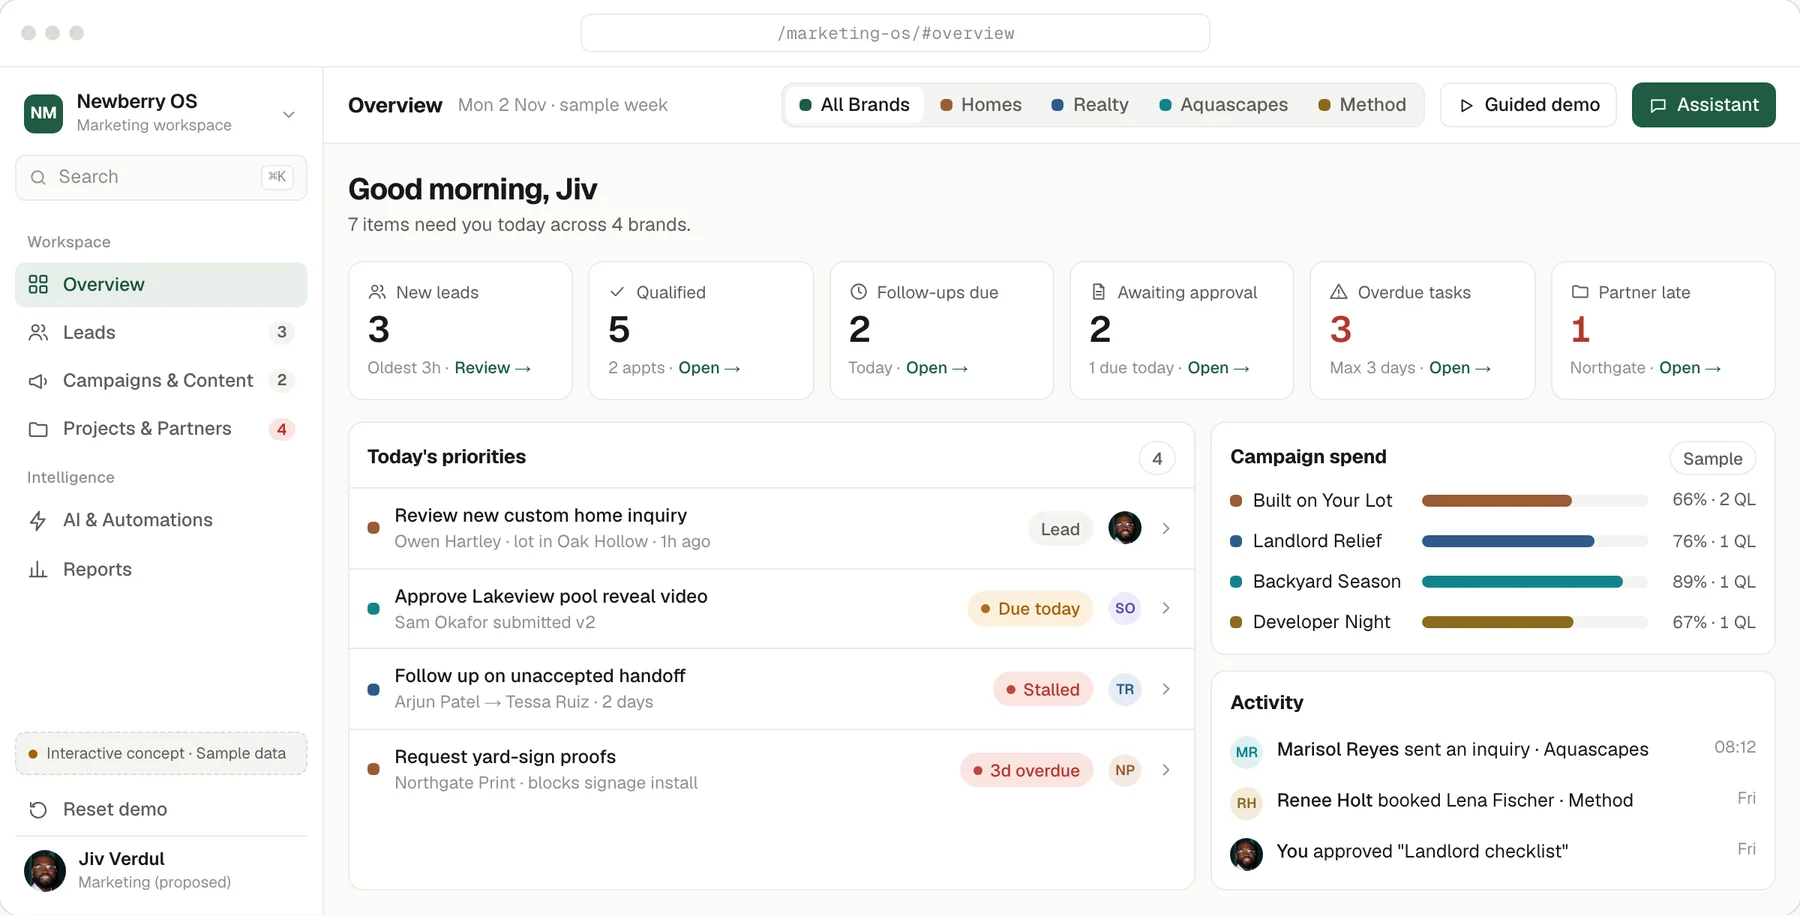 /marketing-os/#overview
NM
Newberry OS
Marketing workspace
Search
⌘K
Workspace
Overview
Leads 3
Campaigns & Content 2
Projects & Partners 4
Intelligence
AI & Automations
Reports
Interactive concept · Sample data
Reset demo
Jiv Verdul
Marketing (proposed)
Overview Mon 2 Nov · sample week
All Brands Homes Realty Aquascapes Method
Guided demo
Assistant
Good morning, Jiv
7 items need you today across 4 brands.
New leads
3
Oldest 3h · Review →
Qualified
5
2 appts · Open →
Follow-ups due
2
Today · Open →
Awaiting approval
2
1 due today · Open →
Overdue tasks
3
Max 3 days · Open →
Partner late
1
Northgate · Open →
Today's priorities 4
Review new custom home inquiry
Owen Hartley · lot in Oak Hollow · 1h ago
Lead
Approve Lakeview pool reveal video
Sam Okafor submitted v2
Due today SO
Follow up on unaccepted handoff
Arjun Patel → Tessa Ruiz · 2 days
Stalled TR
Request yard-sign proofs
Northgate Print · blocks signage install
3d overdue NP
Campaign spend Sample
Built on Your Lot 66% · 2 QL
Landlord Relief 76% · 1 QL
Backyard Season 89% · 1 QL
Developer Night 67% · 1 QL
Activity
MR Marisol Reyes sent an inquiry · Aquascapes 08:12
RH Renee Holt booked Lena Fischer · Method Fri
You approved "Landlord checklist" Fri